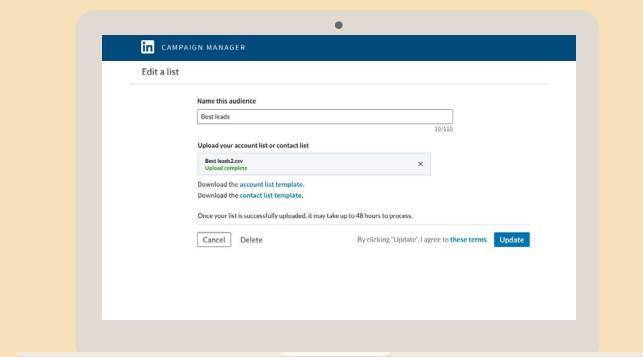 in CAMPAIGN MANAGER
Edit a list
Name this audience
Best leads
10/115
Upload your account list or contact list
Best leads2.csv
Upload complete
Download the account list template.
Download the contact list template.
Once your list is successfully uploaded, it may take up to 48 hours to process.
Cancel Delete By clicking "Update", I agree to these terms. Update